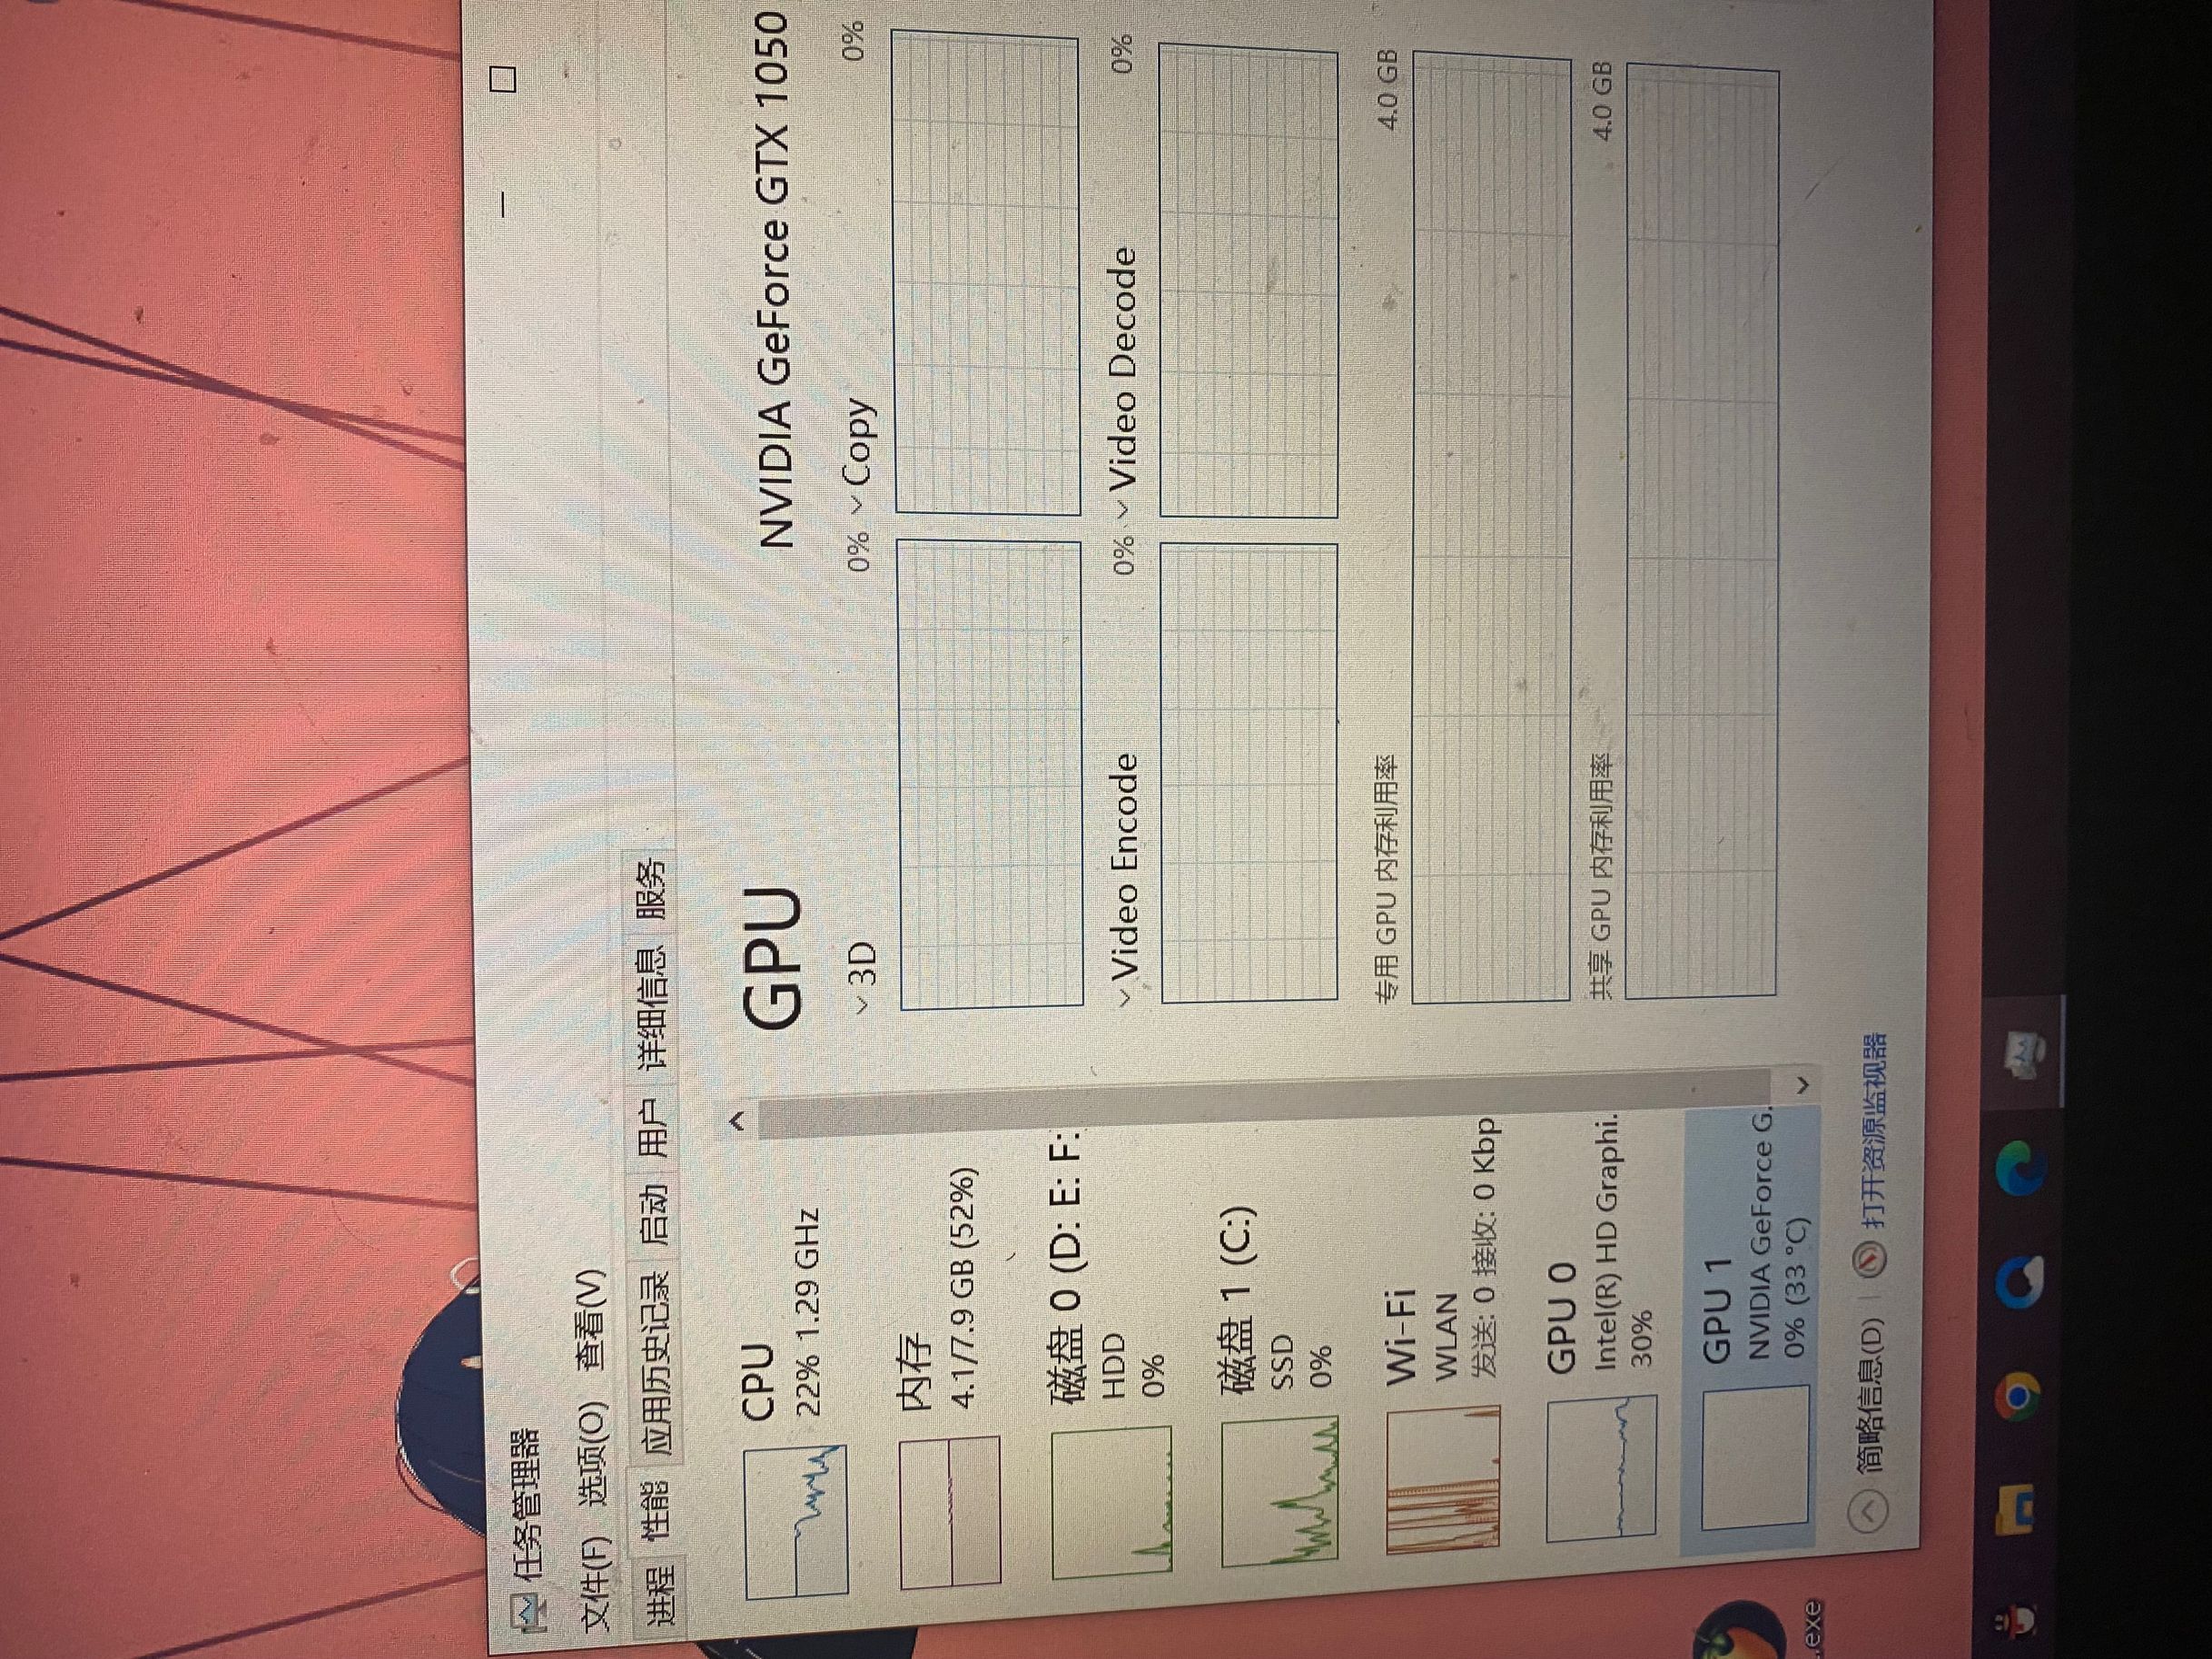 任务管理器
文件(F) 选项(O) 查看(V)
进程 性能 应用历史记录 启动 用户 详细信息 服务
CPU
22% 1.29 GHz
内存
4.1/7.9 GB (52%)
磁盘 0 (D: E: F:
HDD
0%
磁盘 1 (C:)
SSD
0%
Wi-Fi
WLAN
发送: 0 接收: 0 Kbp
GPU 0
Intel(R) HD Graphi.
30%
GPU 1
NVIDIA GeForce G.
0% (33 °C)
GPU NVIDIA GeForce GTX 1050
3D 0% Copy 0%
Video Encode 0% Video Decode 0%
专用 GPU 内存利用率 4.0 GB
共享 GPU 内存利用率 4.0 GB
简略信息(D) 打开资源监视器
.exe